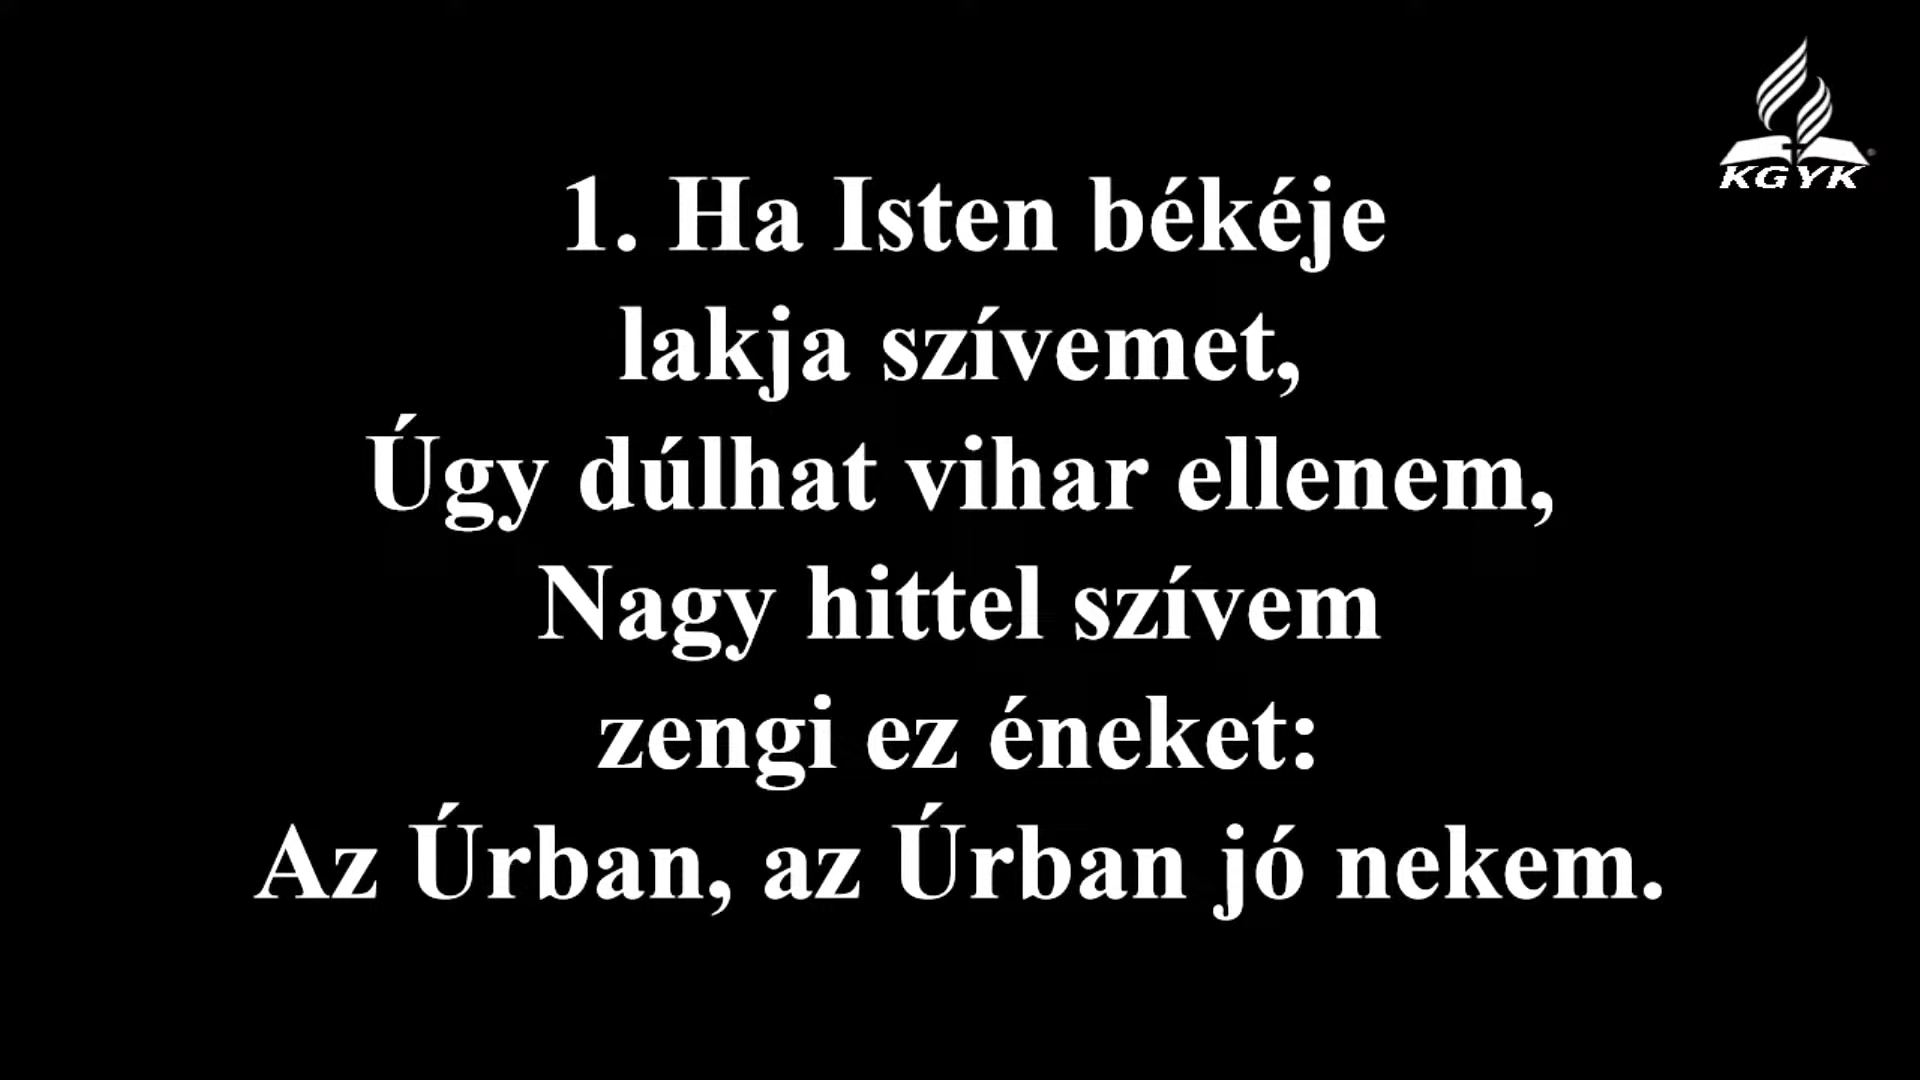 KGYK
1. Ha Isten békéje
lakja szívemet,
Úgy dúlhat vihar ellenem,
Nagy hittel szívem
zengi ez éneket:
Az Úrban, az Úrban jó nekem.